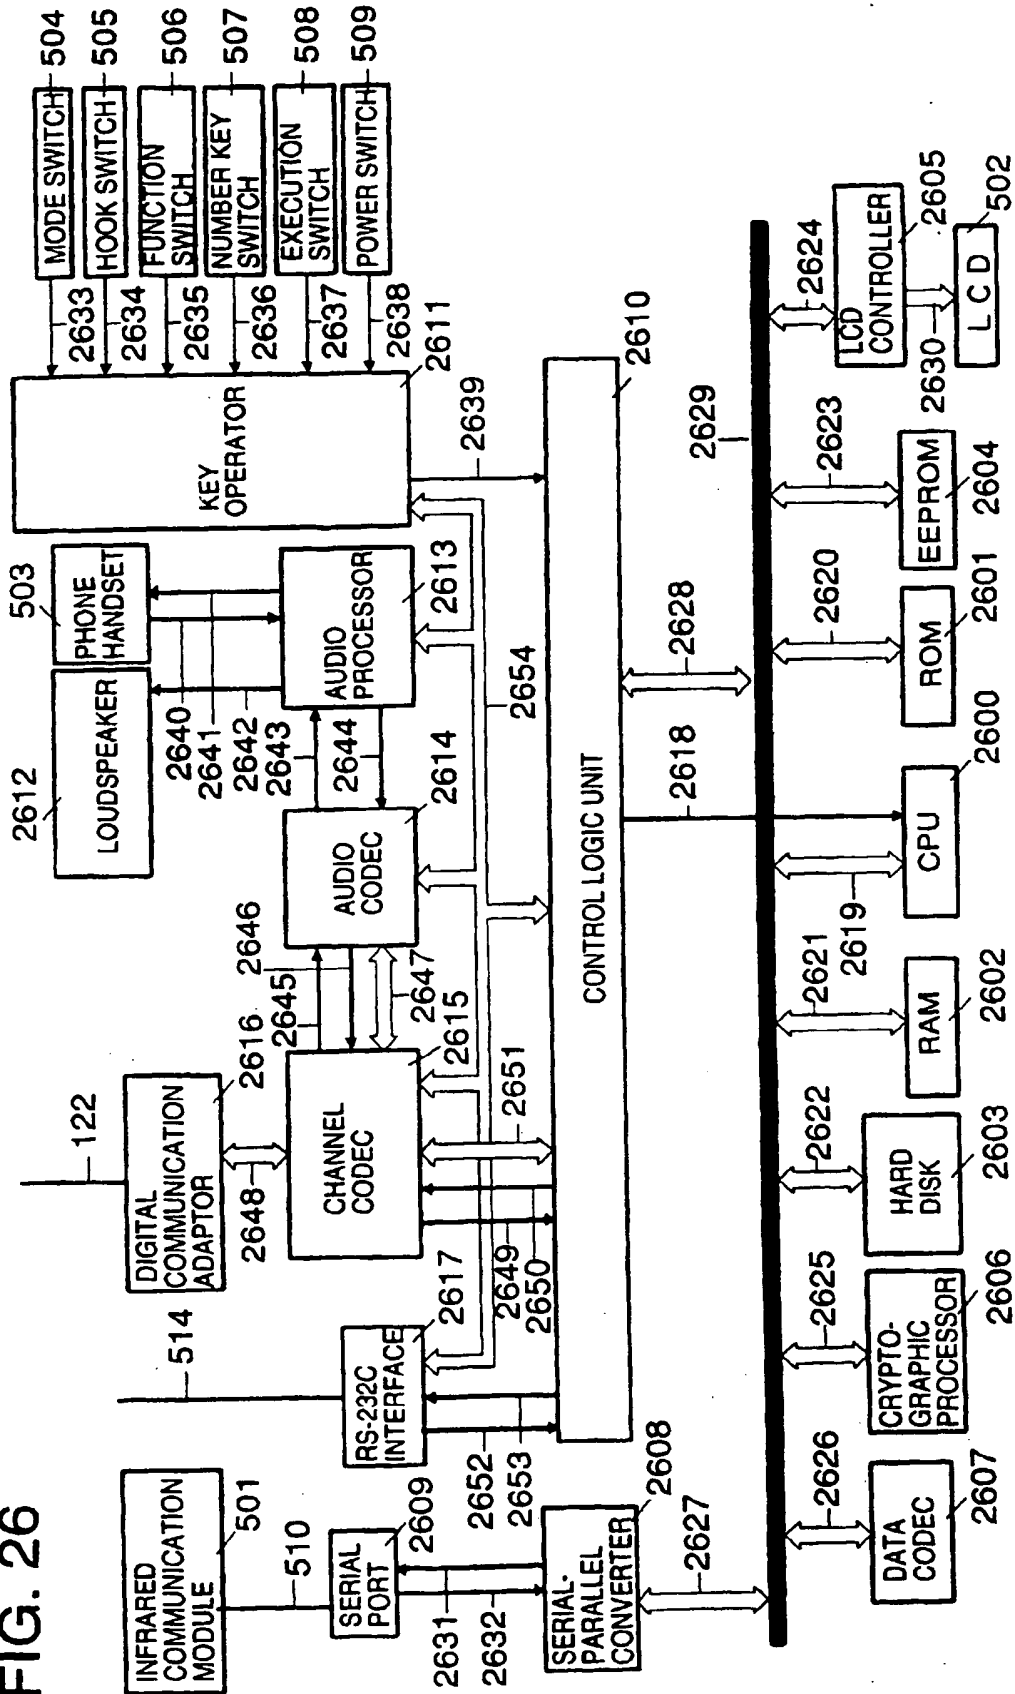 FIG. 26
INFRARED
COMMUNICATION
MODULE
501
510
SERIAL
PORT
2609
2631
2632
SERIAL-
PARALLEL
CONVERTER
2608
2627
514
RS-232C
INTERFACE
2617
2652
2653
122
DIGITAL
COMMUNICATION
ADAPTOR
2616
2648
CHANNEL
CODEC
2615
2649
2650
2651
2645
2646
2647
AUDIO
CODEC
2614
2643
2644
2612
LOUDSPEAKER
503
PHONE
HANDSET
2640
2641
2642
AUDIO
PROCESSOR
2613
2654
KEY
OPERATOR
2611
2639
MODE SWITCH
504
HOOK SWITCH
505
FUNCTION
SWITCH
506
NUMBER KEY
SWITCH
507
EXECUTION
SWITCH
508
POWER SWITCH
509
2633
2634
2635
2636
2637
2638
CONTROL LOGIC UNIT
2610
2618
2628
2629
2626
DATA
CODEC
2607
2625
CRYPTO-
GRAPHIC
PROCESSOR
2606
2622
HARD
DISK
2603
2621
RAM
2602
2619
CPU
2600
2620
ROM
2601
2623
EEPROM
2604
2624
LCD
CONTROLLER
2605
2630
LCD
502